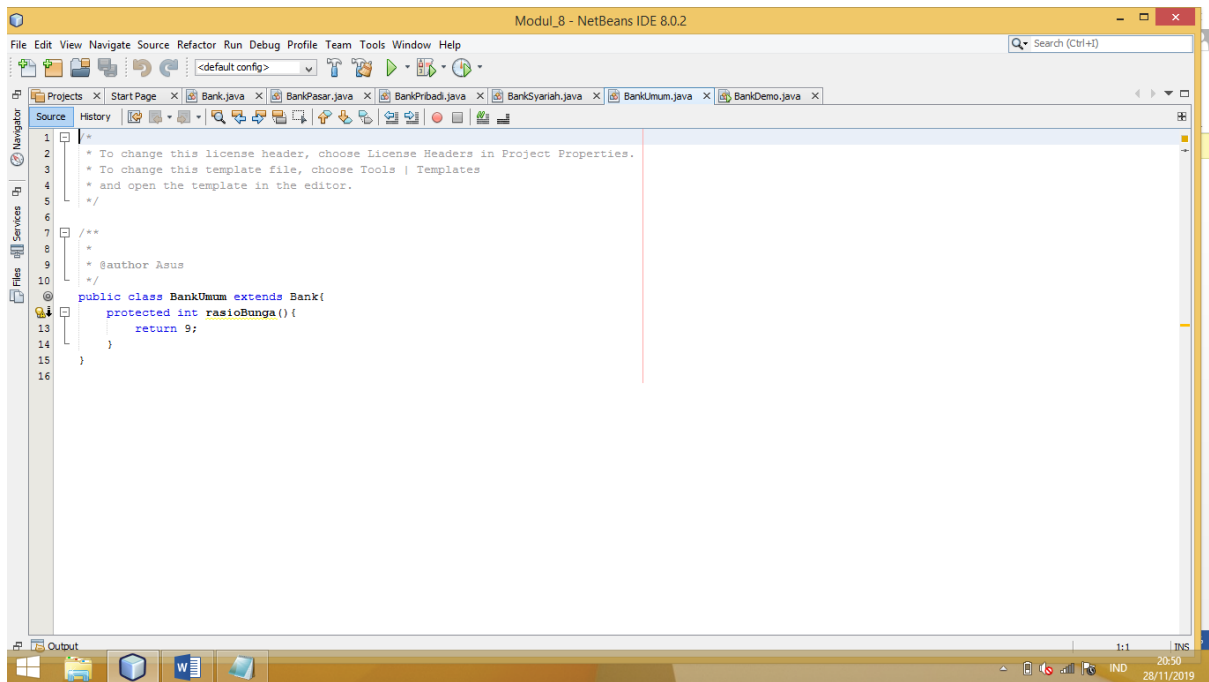 Modul_8 - NetBeans IDE 8.0.2
File Edit View Navigate Source Refactor Run Debug Profile Team Tools Window Help
Search (Ctrl+I)
<default config>
Projects Start Page Bank.java BankPasar.java BankPribadi.java BankSyariah.java BankUmum.java BankDemo.java
Source History
Navigator
Services
Files
1 /*
2 * To change this license header, choose License Headers in Project Properties.
3 * To change this template file, choose Tools | Templates
4 * and open the template in the editor.
5 */
6
7 /**
8 *
9 * @author Asus
10 */
public class BankUmum extends Bank{
protected int rasioBunga(){
13 return 9;
14 }
15 }
16
Output
1:1 INS
IND
20:50
28/11/2019